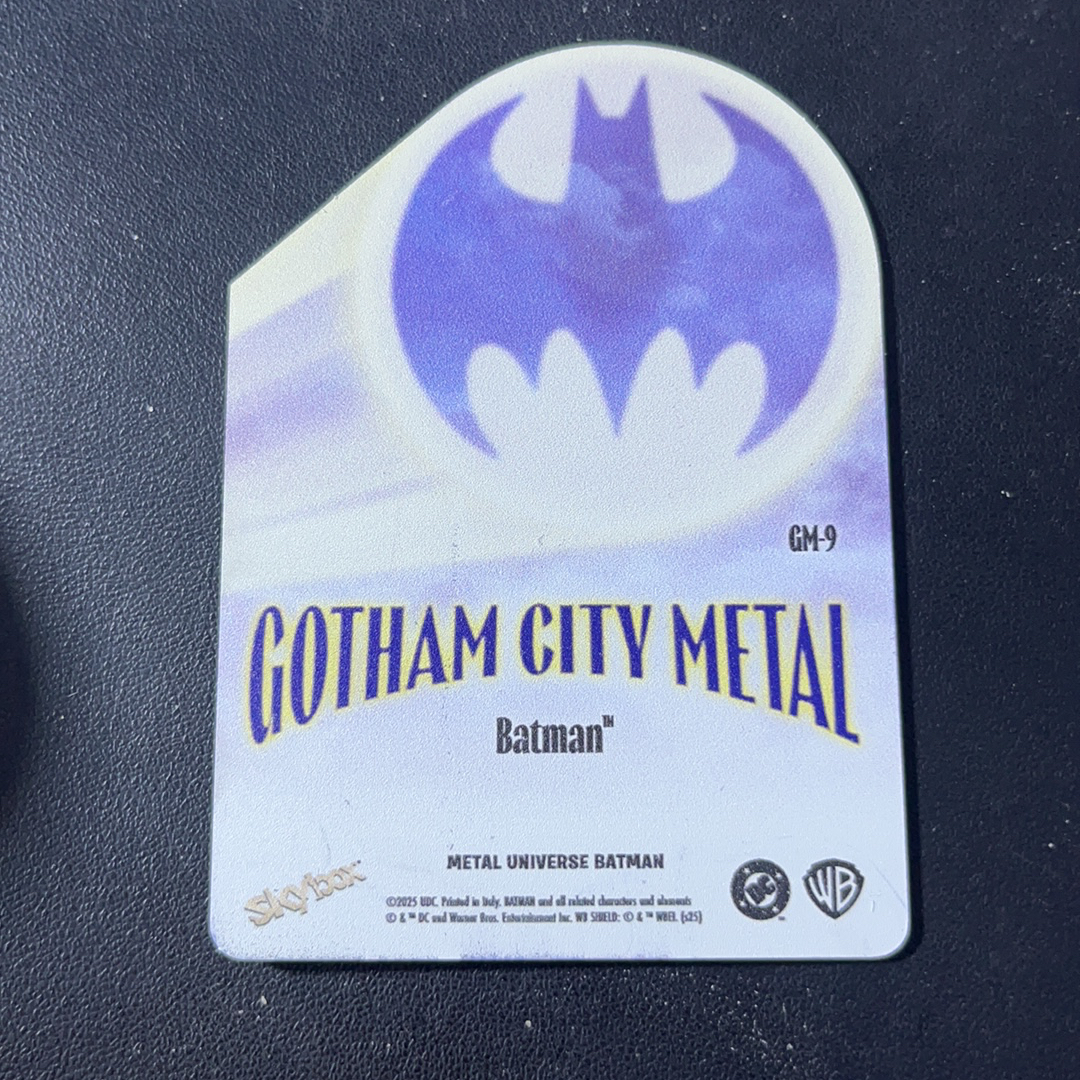 GM-9
GOTHAM CITY METAL
Batman™
METAL UNIVERSE BATMAN
skybox
©2025 UDC. Printed in Italy. BATMAN and all related characters and elements
© & ™ DC and Warner Bros. Entertainment Inc. WB SHIELD: © & ™ WBEI. (s25)
DC
WB